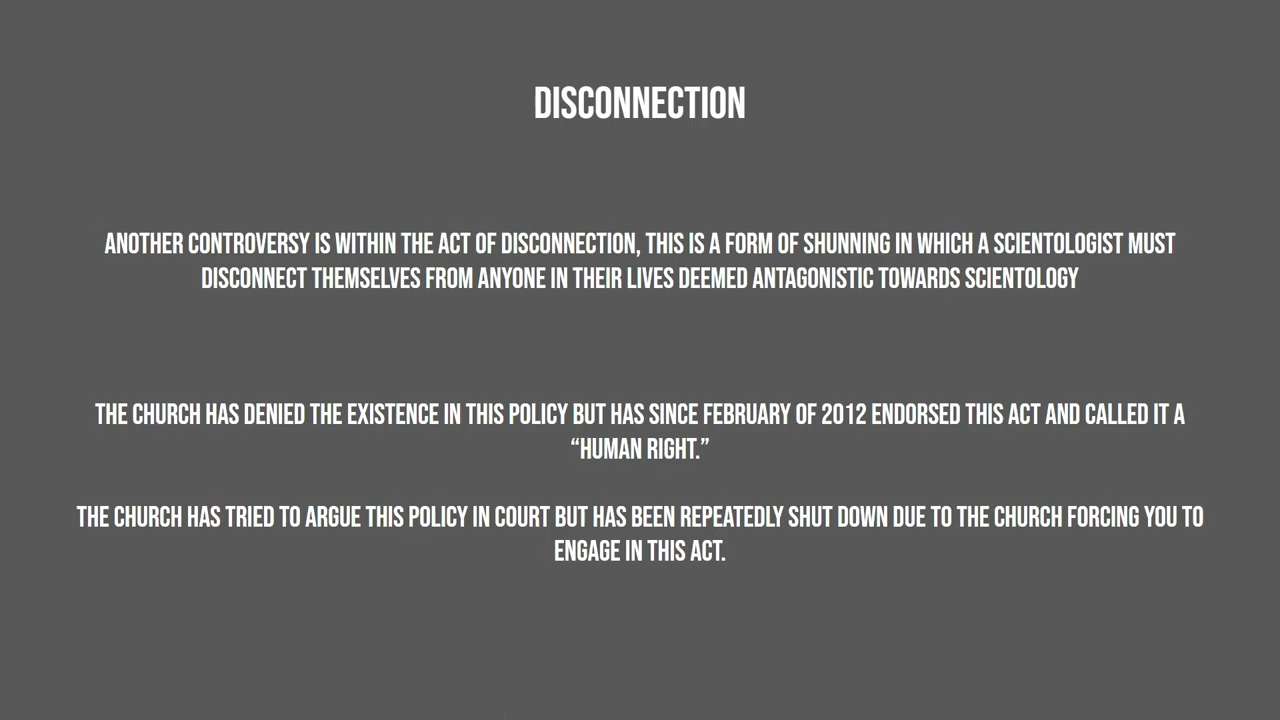 DISCONNECTION
ANOTHER CONTROVERSY IS WITHIN THE ACT OF DISCONNECTION, THIS IS A FORM OF SHUNNING IN WHICH A SCIENTOLOGIST MUST
DISCONNECT THEMSELVES FROM ANYONE IN THEIR LIVES DEEMED ANTAGONISTIC TOWARDS SCIENTOLOGY
THE CHURCH HAS DENIED THE EXISTENCE IN THIS POLICY BUT HAS SINCE FEBRUARY OF 2012 ENDORSED THIS ACT AND CALLED IT A
“HUMAN RIGHT.”
THE CHURCH HAS TRIED TO ARGUE THIS POLICY IN COURT BUT HAS BEEN REPEATEDLY SHUT DOWN DUE TO THE CHURCH FORCING YOU TO
ENGAGE IN THIS ACT.